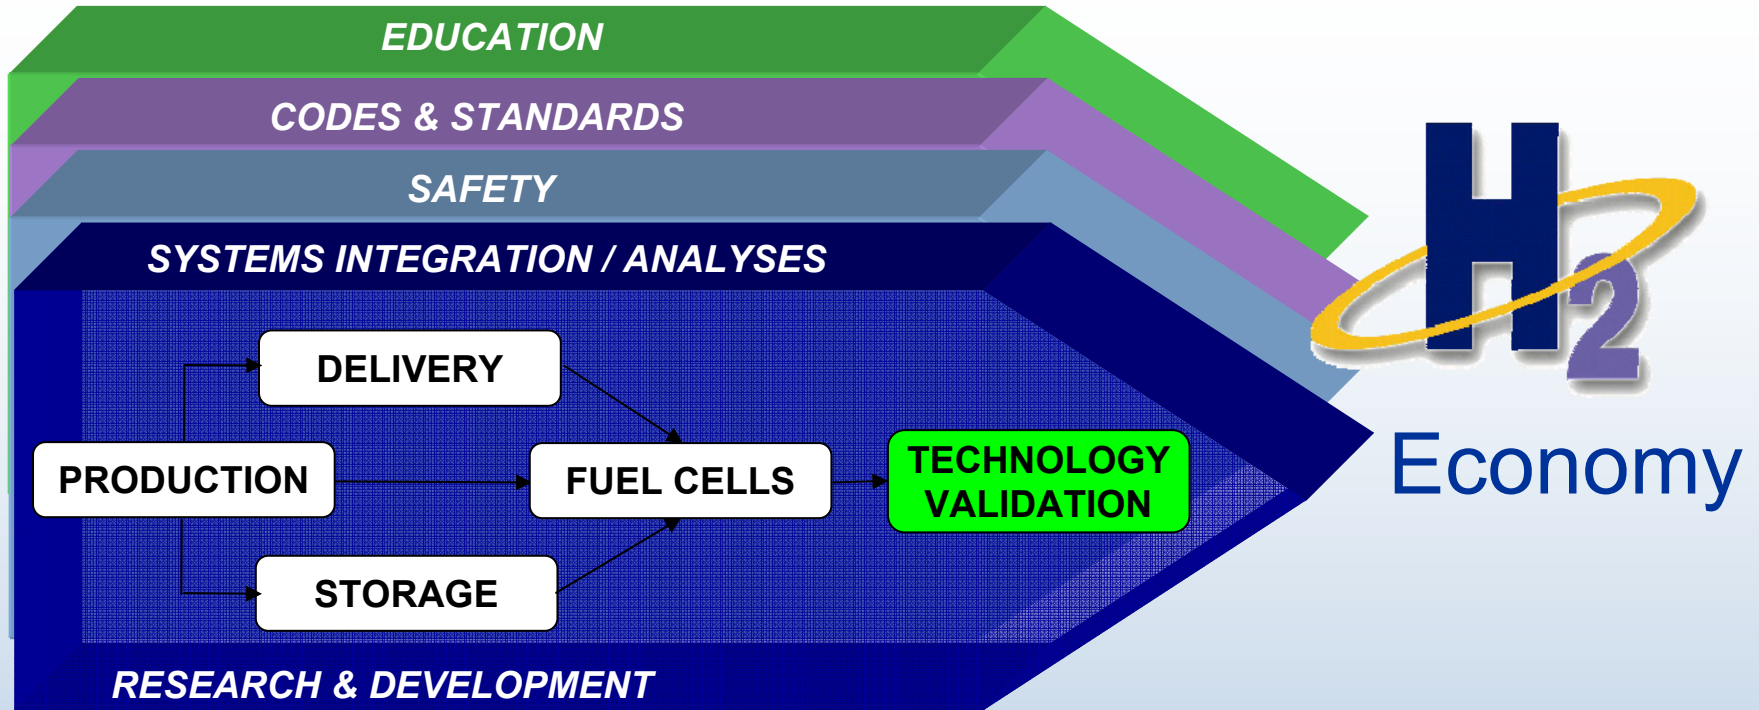 EDUCATION
CODES & STANDARDS
SAFETY
SYSTEMS INTEGRATION / ANALYSES
DELIVERY
PRODUCTION
FUEL CELLS
TECHNOLOGY
VALIDATION
STORAGE
RESEARCH & DEVELOPMENT
H2
Economy